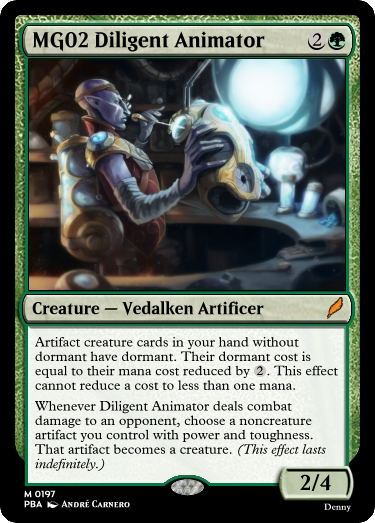 MG02 Diligent Animator 2
Creature — Vedalken Artificer
Artifact creature cards in your hand without
dormant have dormant. Their dormant cost is
equal to their mana cost reduced by 2. This effect
cannot reduce a cost to less than one mana.
Whenever Diligent Animator deals combat
damage to an opponent, choose a noncreature
artifact you control with power and toughness.
That artifact becomes a creature. (This effect lasts
indefinitely.)
2/4
M 0197
PBA André Carnero
Denny